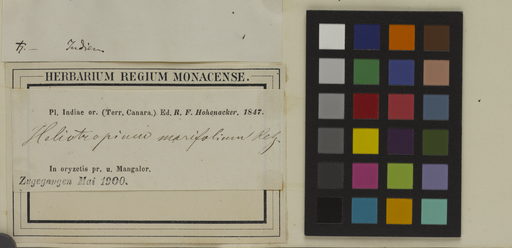 ђ.— Indien
HERBARIUM REGIUM MONACENSE.
Pl. Indiae or. (Terr. Canara.) Ed. R. F. Hohenacker. 1847.
Heliotropium marifolium Retz.
In oryzetis pr. u. Mangalor.
Zugegangen Mai 1900.